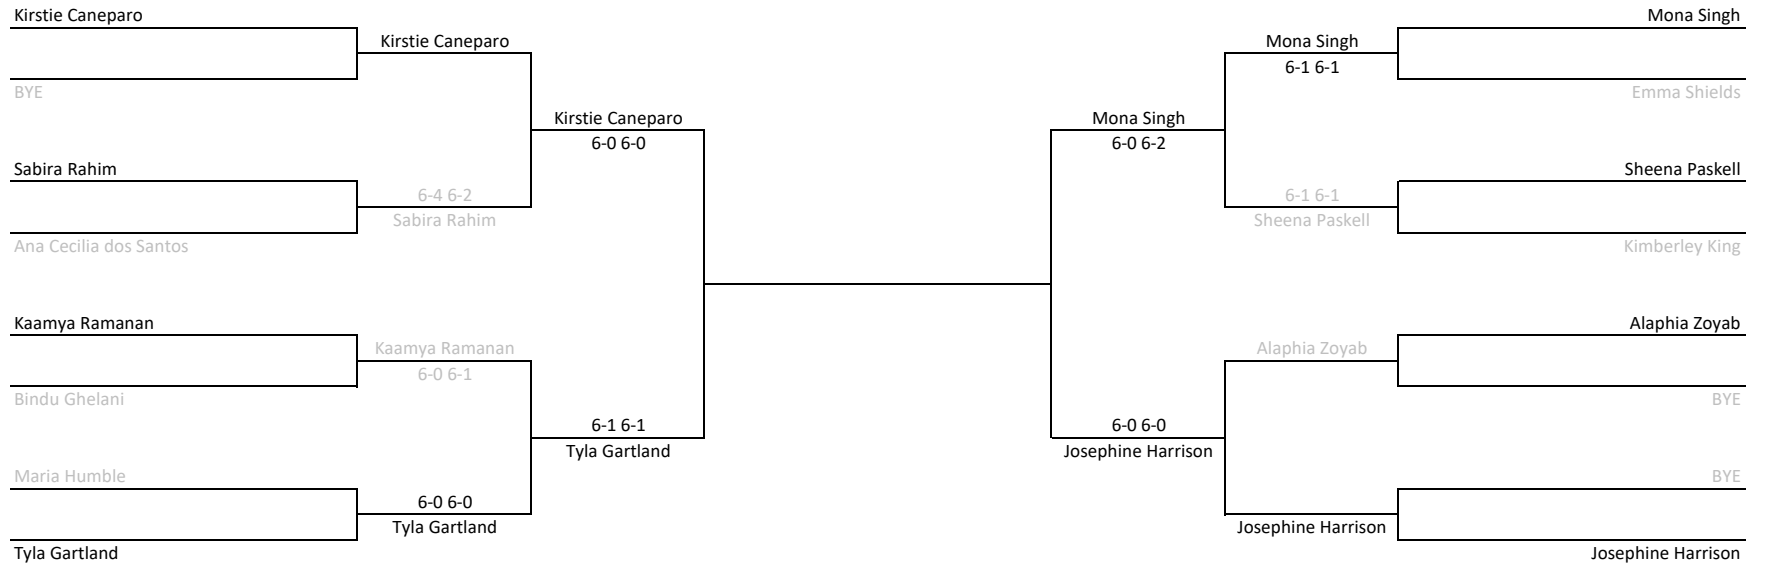 Kirstie Caneparo
Kirstie Caneparo
BYE
Kirstie Caneparo
6-0 6-0
Sabira Rahim
6-4 6-2
Sabira Rahim
Ana Cecilia dos Santos
Kaamya Ramanan
Kaamya Ramanan
6-0 6-1
Bindu Ghelani
6-1 6-1
Tyla Gartland
Maria Humble
6-0 6-0
Tyla Gartland
Tyla Gartland
Mona Singh
Mona Singh
6-1 6-1
Emma Shields
Mona Singh
6-0 6-2
Sheena Paskell
6-1 6-1
Sheena Paskell
Kimberley King
Alaphia Zoyab
Alaphia Zoyab
BYE
6-0 6-0
Josephine Harrison
BYE
Josephine Harrison
Josephine Harrison